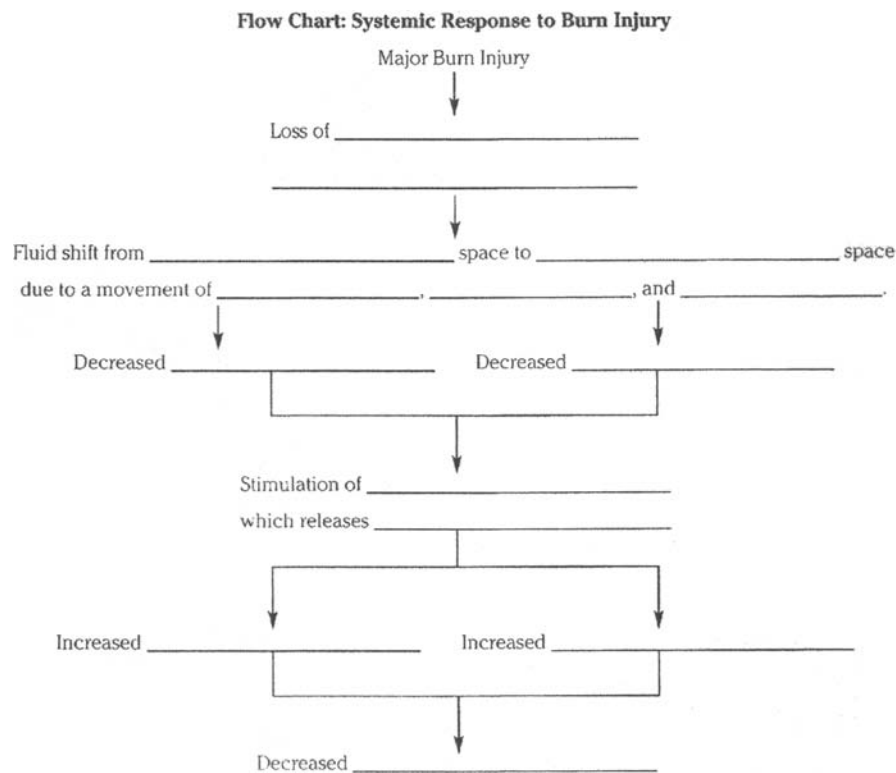 Flow Chart: Systemic Response to Burn Injury
Major Burn Injury
Loss of
Fluid shift from space to space
due to a movement of , , and .
Decreased Decreased
Stimulation of
which releases
Increased Increased
Decreased